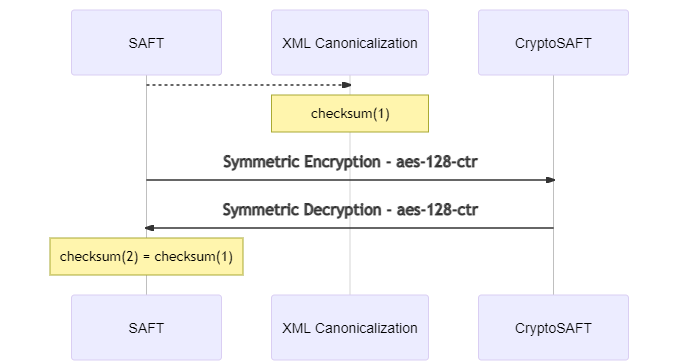 SAFT
XML Canonicalization
CryptoSAFT
checksum(1)
Symmetric Encryption - aes-128-ctr
Symmetric Decryption - aes-128-ctr
checksum(2) = checksum(1)
SAFT
XML Canonicalization
CryptoSAFT